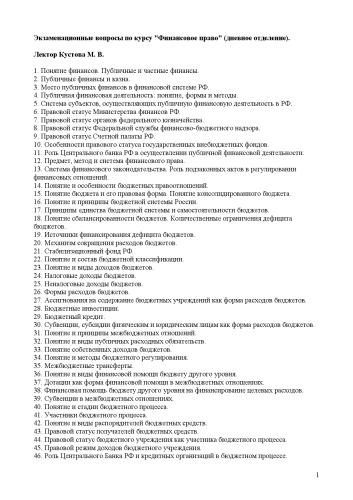 Экзаменационные вопросы по курсу "Финансовое право" (дневное отделение).
Лектор Кустова М. В.
1. Понятие финансов. Публичные и частные финансы.
2. Публичные финансы и казна.
3. Место публичных финансов в финансовой системе РФ.
4. Публичная финансовая деятельность: понятие, формы и методы.
5. Система субъектов, осуществляющих публичную финансовую деятельность в РФ.
6. Правовой статус Министерства финансов РФ.
7. Правовой статус органов федерального казначейства.
8. Правовой статус Федеральной службы финансово-бюджетного надзора.
9. Правовой статус Счетной палаты РФ.
10. Особенности правового статуса государственных внебюджетных фондов.
11. Роль Центрального банка РФ в осуществлении публичной финансовой деятельности.
12. Предмет, метод и система финансового права.
13. Система финансового законодательства. Роль подзаконных актов в регулировании
финансовых отношений.
14. Понятие и особенности бюджетных правоотношений.
15. Понятие бюджета и его правовая форма. Понятие консолидированного бюджета.
16. Понятие и принципы бюджетной системы России.
17. Принципы единства бюджетной системы и самостоятельности бюджетов.
18. Понятие сбалансированности бюджетов. Количественные ограничения дефицита
бюджетов.
19. Источники финансирования дефицита бюджетов.
20. Механизм сокращения расходов бюджетов.
21. Стабилизационный фонд РФ.
22. Понятие и состав бюджетной классификации.
23. Понятие и виды доходов бюджетов.
24. Налоговые доходы бюджетов.
25. Неналоговые доходы бюджетов.
26. Формы расходов бюджетов.
27. Ассигнования на содержание бюджетных учреждений как форма расходов бюджетов.
28. Бюджетные инвестиции.
29. Бюджетный кредит.
30. Субвенции, субсидии физическим и юридическим лицам как форма расходов бюджетов.
31. Понятие и принципы межбюджетных отношений.
32. Понятие и виды публичных расходных обязательств.
33. Понятие собственных доходов бюджетов.
34. Понятие и методы бюджетного регулирования.
35. Межбюджетные трансферты.
36. Понятие и виды финансовой помощи бюджету другого уровня.
37. Дотации как форма финансовой помощи в межбюджетных отношениях.
38. Финансовая помощь бюджету другого уровня на финансирование целевых расходов.
39. Субвенции в межбюджетных отношениях.
40. Понятие и стадии бюджетного процесса.
41. Участники бюджетного процесса.
42. Понятие и виды распорядителей бюджетных средств.
43. Правовой статус получателей бюджетных средств.
44. Правовой статус бюджетного учреждения как участника бюджетного процесса.
45. Правовой режим доходов бюджетного учреждения.
46. Роль Центрального Банка РФ и кредитных организаций в бюджетном процессе.
1